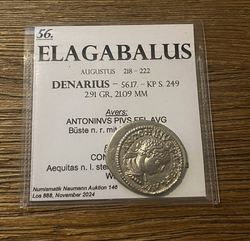 56.
ELAGABALUS
AUGUSTUS 218 - 222
DENARIUS – 56.17. – KP S. 249
2.91 GR, 21.09 MM
Avers:
ANTONINVS PIVS FEL AVG
Büste n. r. mit
CON
Aequitas n. l. ste
Numismatik Naumann Auktion 146
Los 888, November 2024